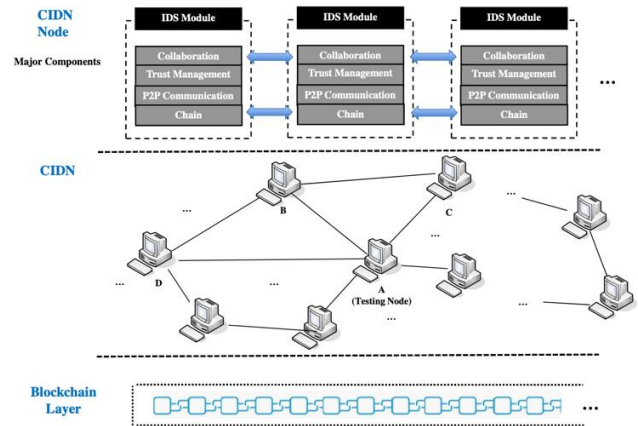 CIDN
Node
Major Components
IDS Module
Collaboration
Trust Management
P2P Communication
Chain
IDS Module
Collaboration
Trust Management
P2P Communication
Chain
IDS Module
Collaboration
Trust Management
P2P Communication
Chain
...
CIDN
B
C
D
A
(Testing Node)
...
...
...
...
...
...
...
Blockchain
Layer
...